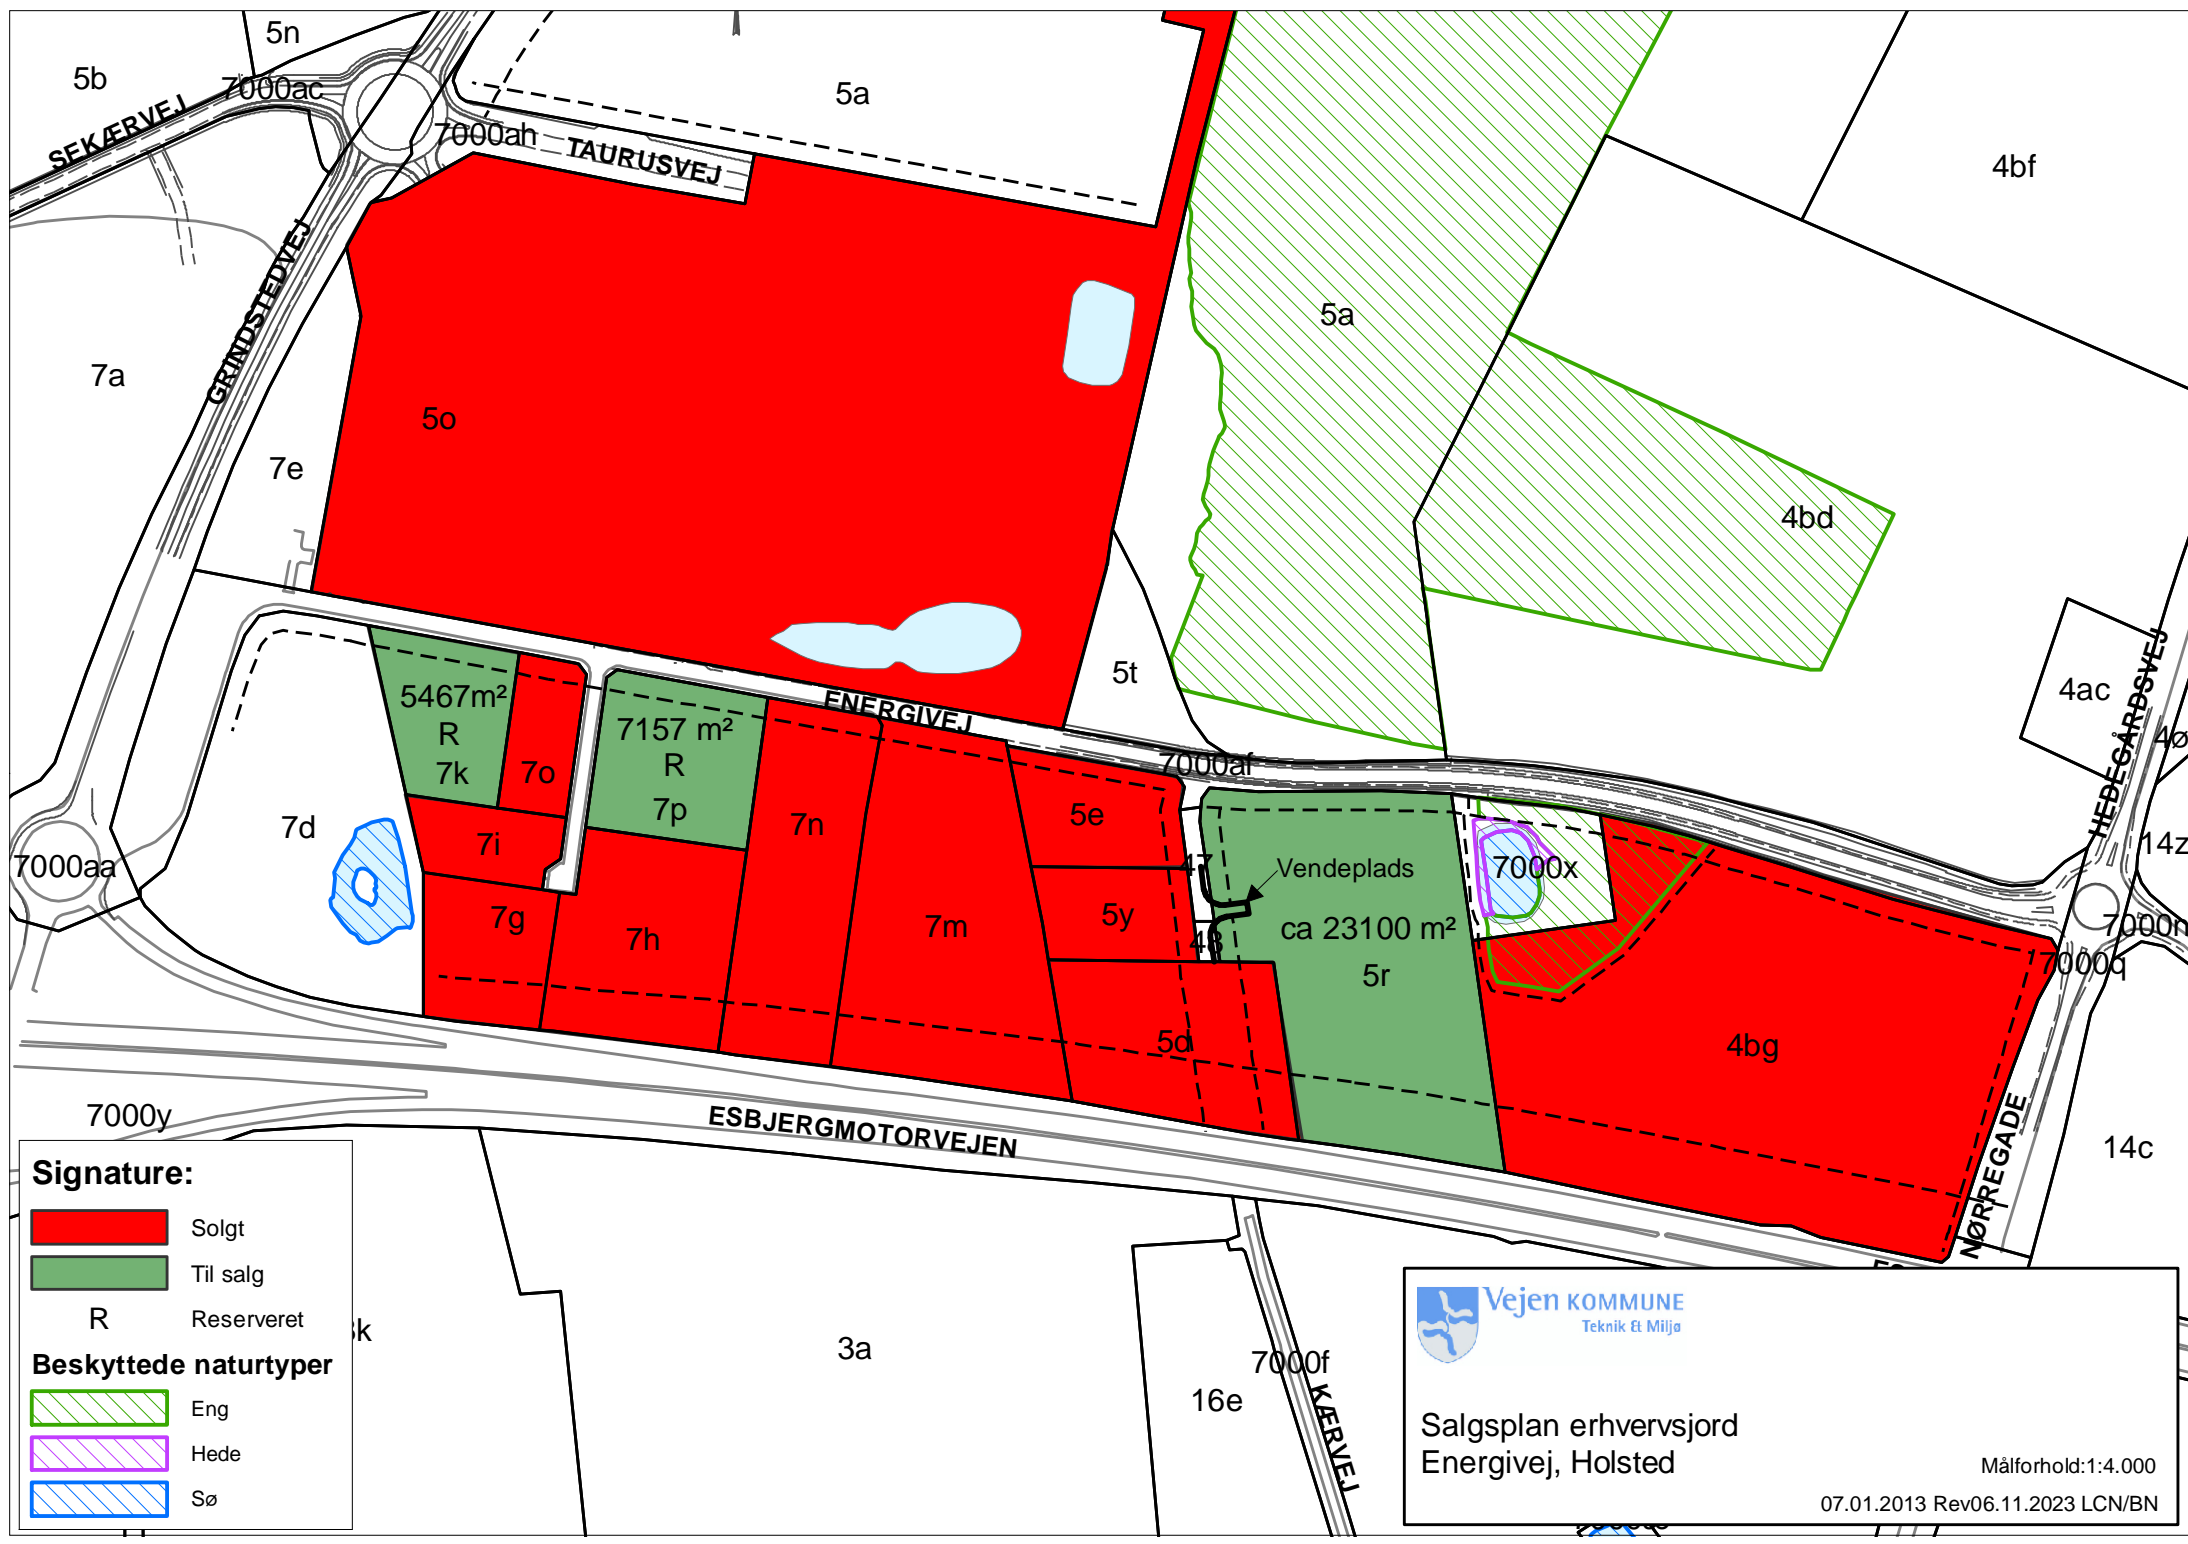 5n
5b
7000ac
5a
SEKÆRVEJ
7000ah
TAURUSVEJ
4bf
GRINDSTEDVEJ
5a
7a
5o
7e
4bd
5t
4ac
HEDEGÅRDSVEJ
4ø
5467m²
R
7k
7o
7157 m²
R
7p
ENERGIVEJ
7000af
7d
7i
7n
5e
47
Vendeplads
7000x
14z
7000aa
7g
7h
7m
5y
48
ca 23100 m²
5r
7000q
5d
4bg
7000y
ESBJERGMOTORVEJEN
NØRREGADE
14c
3a
7000f
16e
KÆRVEJ
Signature:
Solgt
Til salg
R Reserveret
Beskyttede naturtyper
Eng
Hede
Sø
Vejen KOMMUNE
Teknik & Miljø
Salgsplan erhvervsjord
Energivej, Holsted
Målforhold:1:4.000
07.01.2013 Rev06.11.2023 LCN/BN